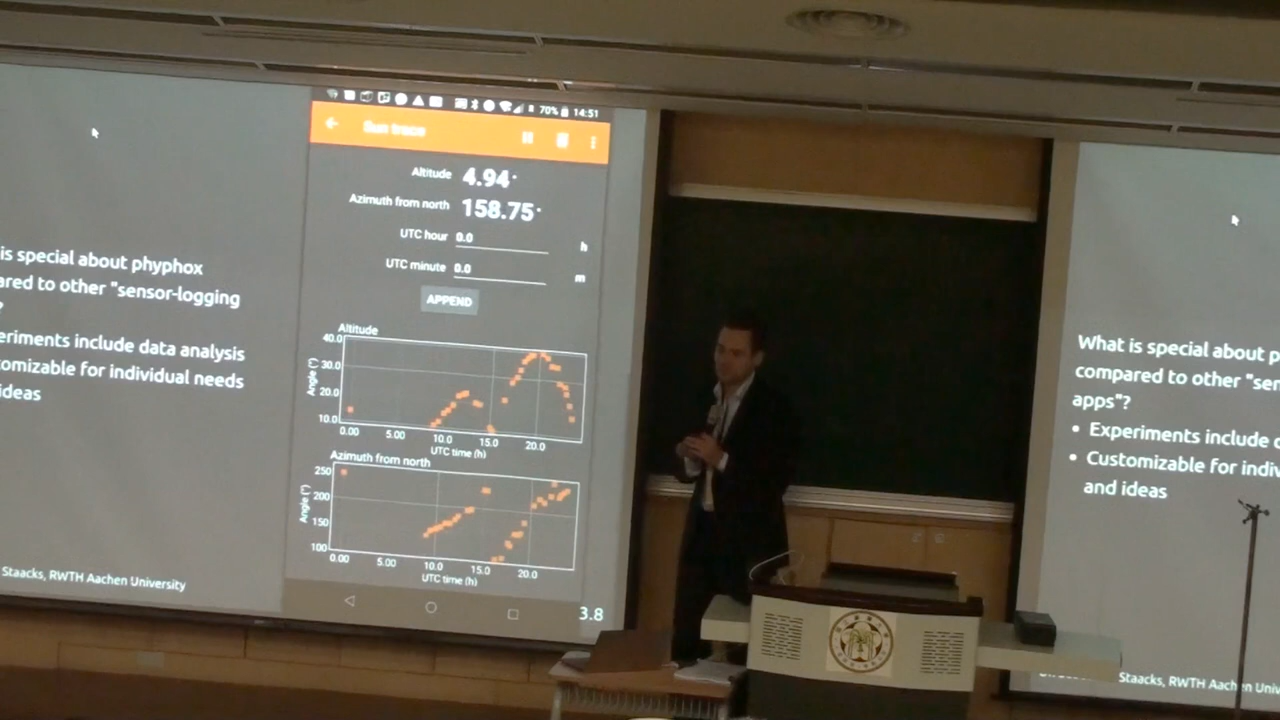 is special about phyphox
ared to other "sensor-logging
?
eriments include data analysis
tomizable for individual needs
ideas
Staacks, RWTH Aachen University
70% 14:51
Sun trace
Altitude 4.94°
Azimuth from north 158.75°
UTC hour 0.0 h
UTC minute 0.0 m
APPEND
Altitude
Angle (°)
40.0
30.0
20.0
10.0
0.00 5.00 10.0 15.0 20.0
UTC time (h)
Azimuth from north
Angle (°)
250
200
150
100
0.00 5.00 10.0 15.0 20.0
UTC time (h)
3.8
What is special about p
compared to other "sen
apps"?
• Experiments include d
• Customizable for indiv
and ideas
Staacks, RWTH Aachen Univ